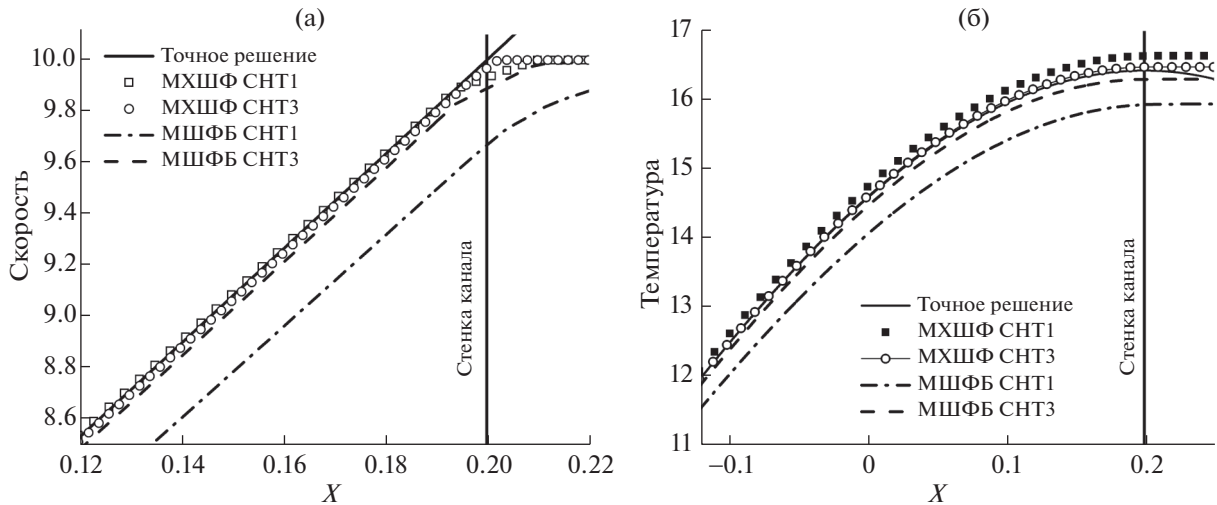 (а)
10.0
9.8
9.6
9.4
9.2
9.0
8.8
8.6
Скорость
Точное решение
МХШФ СНТ1
МХШФ СНТ3
МШФБ СНТ1
МШФБ СНТ3
Стенка канала
0.12
0.14
0.16
0.18
0.20
0.22
X
(б)
17
16
15
14
13
12
11
Температура
Точное решение
МХШФ СНТ1
МХШФ СНТ3
МШФБ СНТ1
МШФБ СНТ3
Стенка канала
−0.1
0
0.1
0.2
X